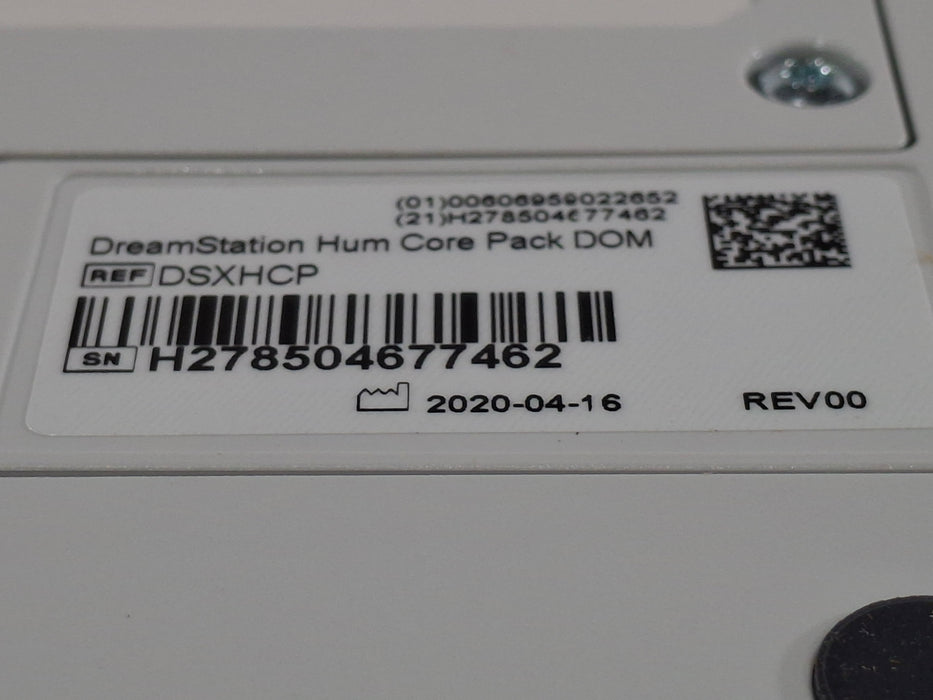 (01)00606959022652
(21)H278504677462
DreamStation Hum Core Pack DOM
REF DSXHCP
SN H278504677462
2020-04-16 REV00